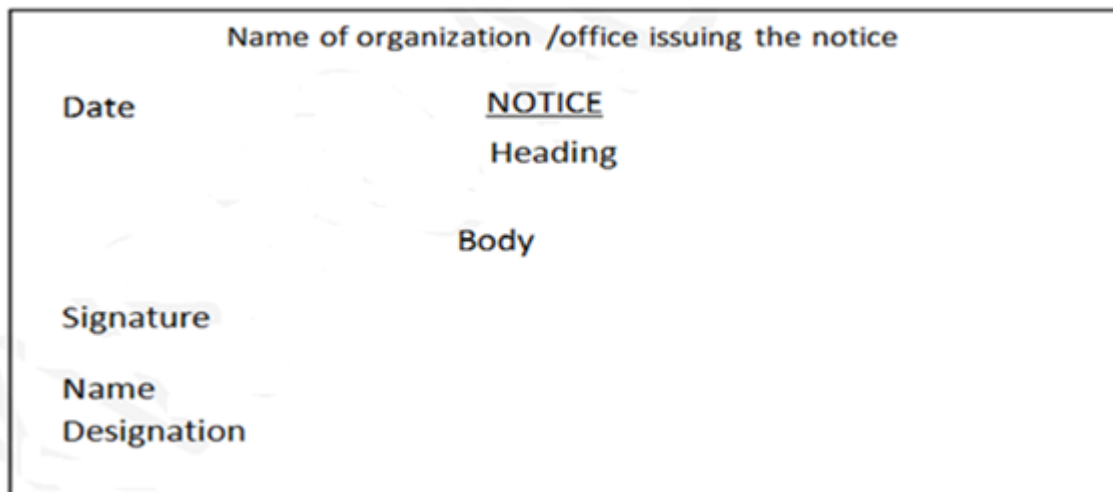 Name of organization /office issuing the notice
Date NOTICE
Heading
Body
Signature
Name
Designation